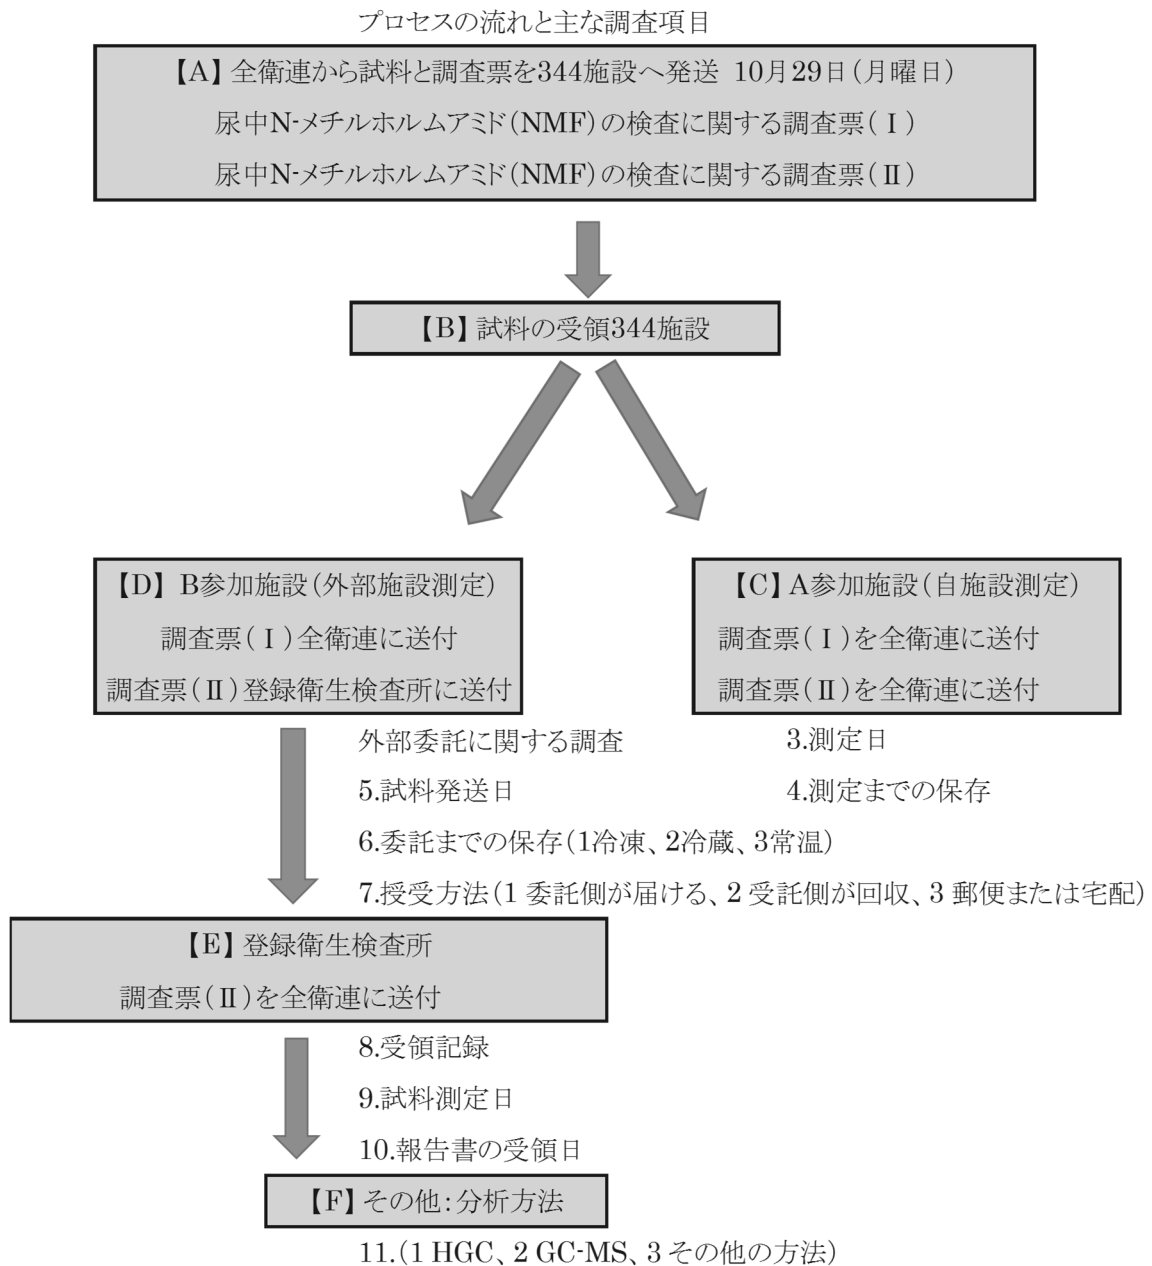 プロセスの流れと主な調査項目
【A】全衛連から試料と調査票を344施設へ発送 10月29日(月曜日)
尿中N-メチルホルムアミド(NMF)の検査に関する調査票(Ⅰ)
尿中N-メチルホルムアミド(NMF)の検査に関する調査票(Ⅱ)
【B】試料の受領344施設
【D】B参加施設(外部施設測定)
調査票(Ⅰ)全衛連に送付
調査票(Ⅱ)登録衛生検査所に送付
【C】A参加施設(自施設測定)
調査票(Ⅰ)を全衛連に送付
調査票(Ⅱ)を全衛連に送付
3.測定日
4.測定までの保存
外部委託に関する調査
5.試料発送日
6.委託までの保存(1冷凍、2冷蔵、3常温)
7.授受方法(1 委託側が届ける、2 受託側が回収、3 郵便または宅配)
【E】登録衛生検査所
調査票(Ⅱ)を全衛連に送付
8.受領記録
9.試料測定日
10.報告書の受領日
【F】その他:分析方法
11.(1 HGC、2 GC-MS、3 その他の方法)